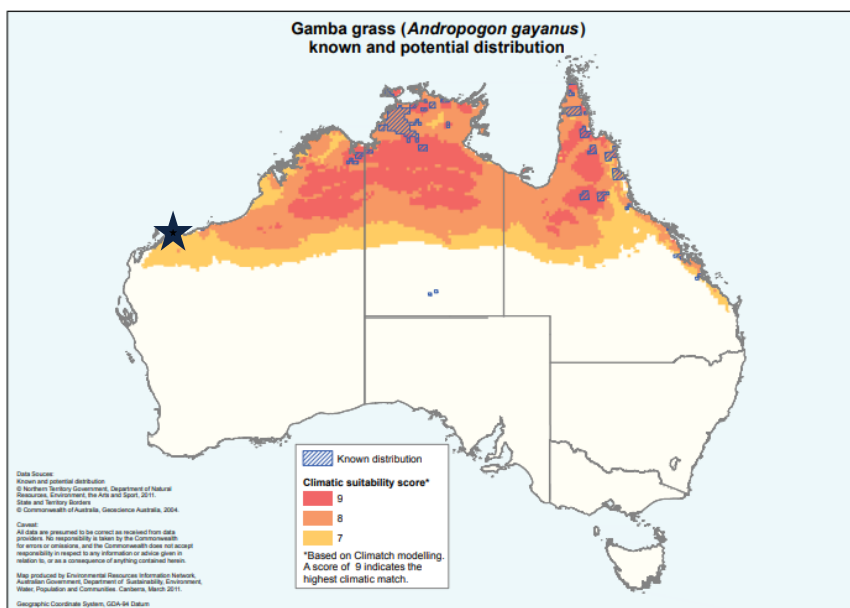 Gamba grass (Andropogon gayanus)
known and potential distribution
Known distribution
Climatic suitability score*
9
8
7
*Based on Climatch modelling.
A score of 9 indicates the
highest climatic match.
Data Souces:
Known and potential distribution
© Northern Territory Government, Department of Natural
Resources, Environment, the Arts and Sport, 2011.
State and Territory Borders
© Commonwealth of Australia, Geoscience Australia, 2004.
Caveat:
All data are presumed to be correct as received from data
providers. No responsibility is taken by the Commonwealth
for errors or omissions, and the Commonwealth does not accept
responsibility in respect to any information or advice given in
relation to, or as a consequence of anything contained herein.
Map produced by Environmental Resources Information Network,
Australian Government, Department of Sustainability, Environment,
Water, Population and Communities. Canberra, March 2011.
Geographic Coordinate System, GDA-94 Datum